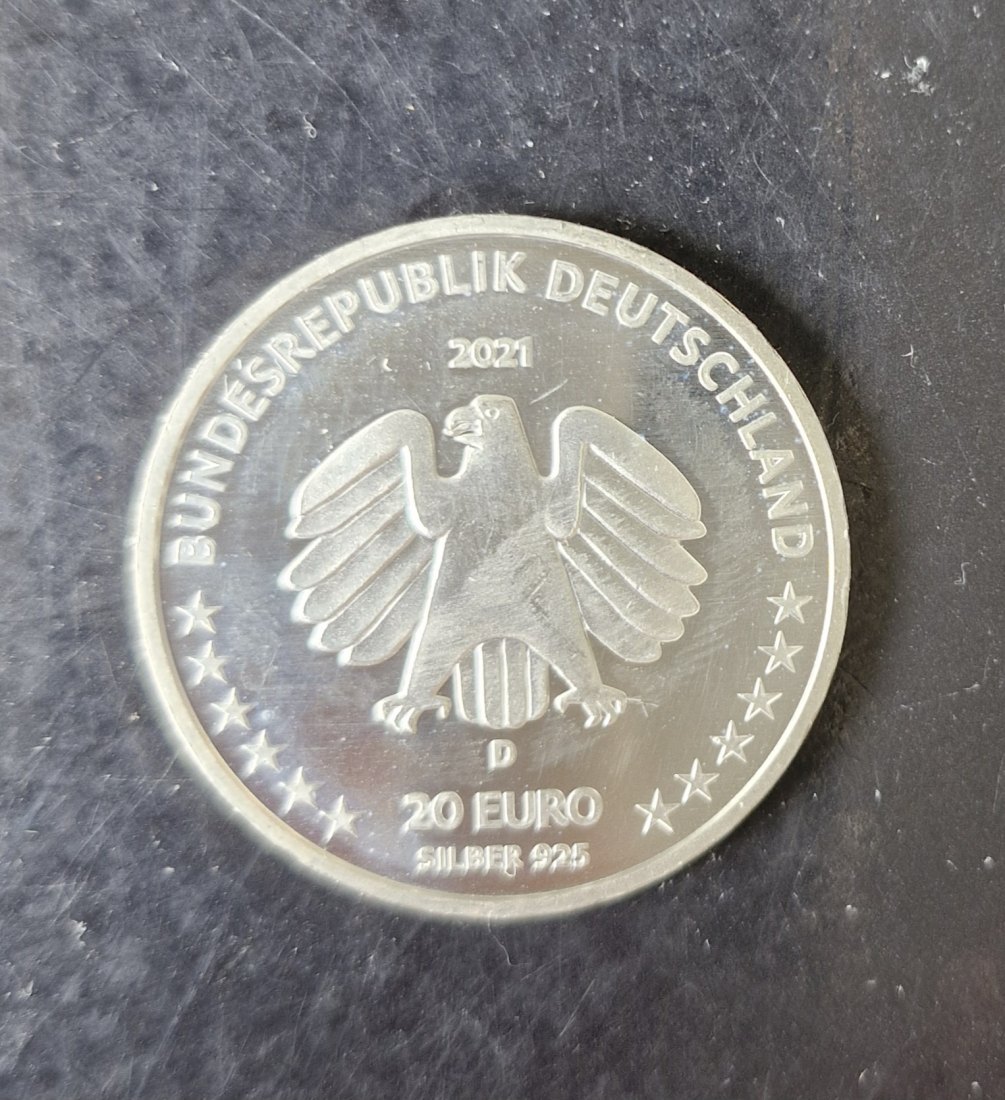 BUNDESREPUBLIK DEUTSCHLAND
2021
D
20 EURO
SILBER 925